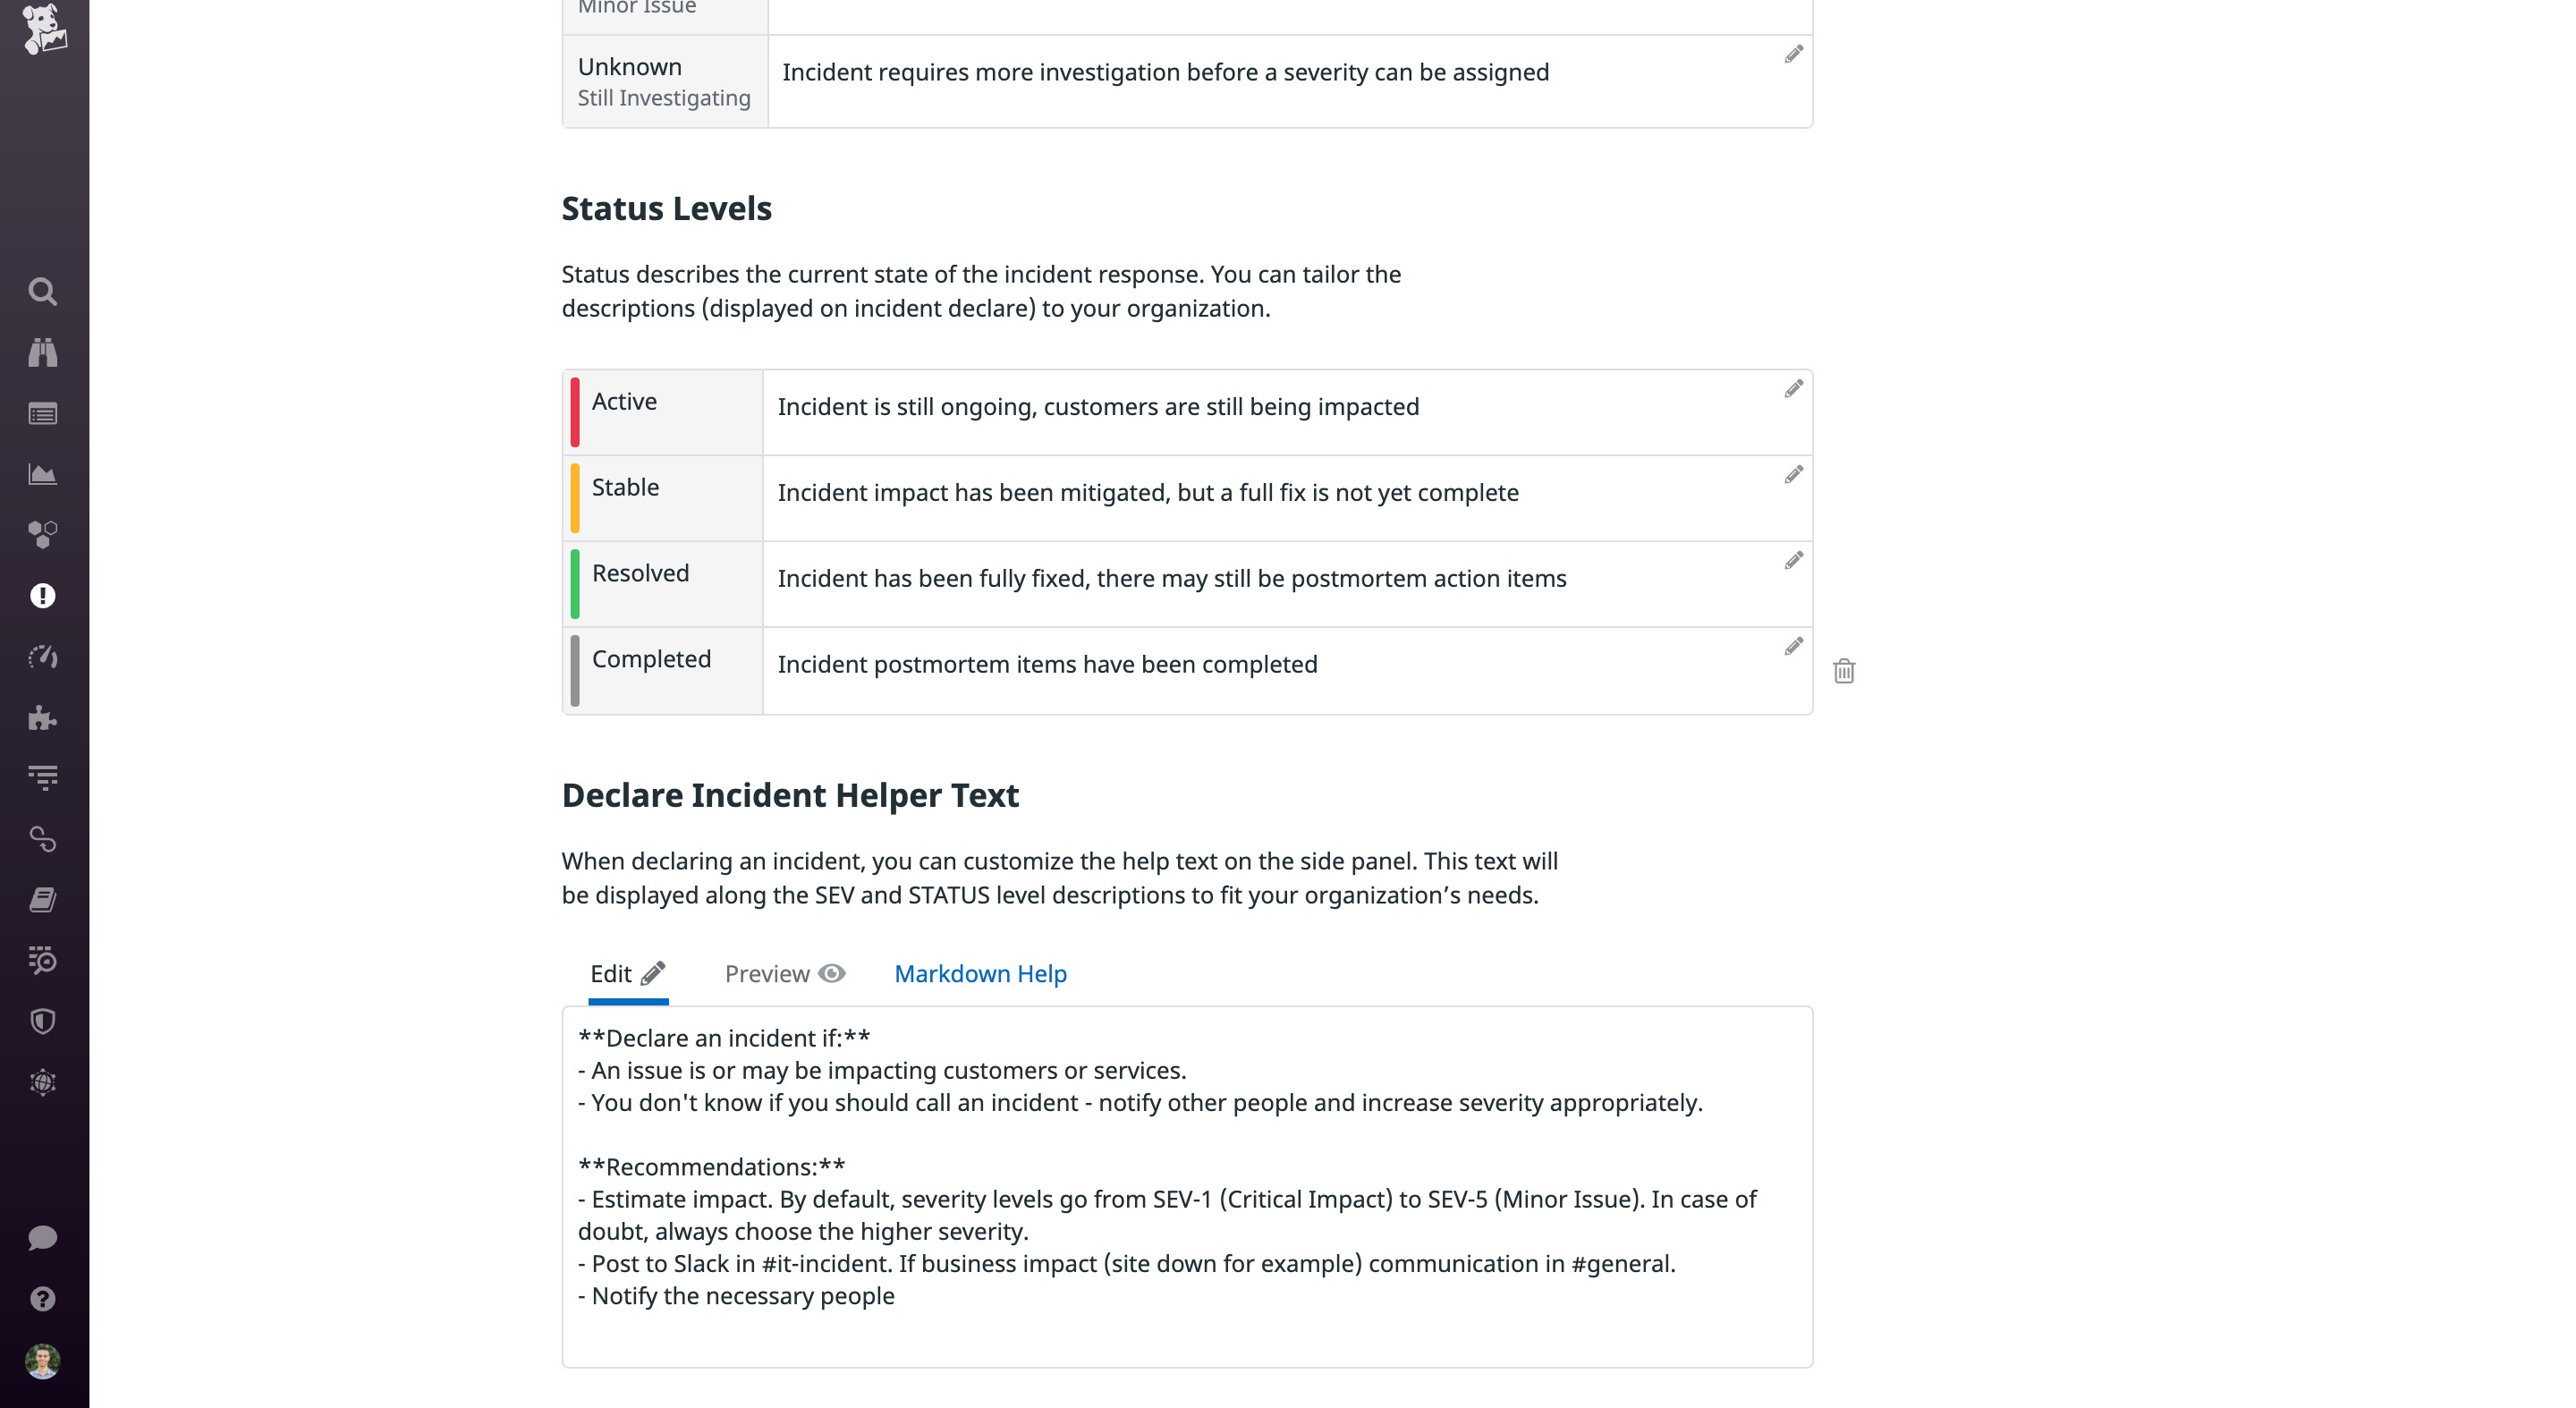 Minor Issue
Unknown
Still Investigating
Incident requires more investigation before a severity can be assigned
Status Levels
Status describes the current state of the incident response. You can tailor the
descriptions (displayed on incident declare) to your organization.
Active
Incident is still ongoing, customers are still being impacted
Stable
Incident impact has been mitigated, but a full fix is not yet complete
Resolved
Incident has been fully fixed, there may still be postmortem action items
Completed
Incident postmortem items have been completed
Declare Incident Helper Text
When declaring an incident, you can customize the help text on the side panel. This text will
be displayed along the SEV and STATUS level descriptions to fit your organization’s needs.
Edit Preview Markdown Help
**Declare an incident if:**
- An issue is or may be impacting customers or services.
- You don't know if you should call an incident - notify other people and increase severity appropriately.
**Recommendations:**
- Estimate impact. By default, severity levels go from SEV-1 (Critical Impact) to SEV-5 (Minor Issue). In case of
doubt, always choose the higher severity.
- Post to Slack in #it-incident. If business impact (site down for example) communication in #general.
- Notify the necessary people